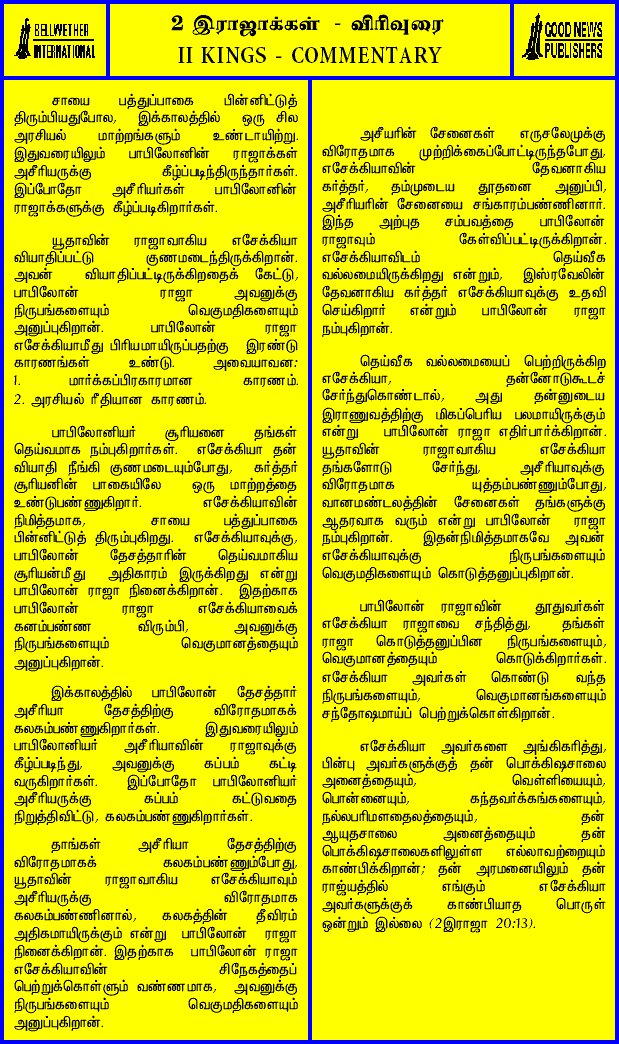 BELLWETHER
INTERNATIONAL
2 இராஜாக்கள் - விரிவுரை
II KINGS - COMMENTARY
GOOD NEWS
PUBLISHERS
சாயை பத்துப்பாகை பின்னிட்டுத்
திரும்பியதுபோல, இக்காலத்தில் ஒரு சில
அரசியல் மாற்றங்களும் உண்டாயிற்று.
இதுவரையிலும் பாபிலோனின் ராஜாக்கள்
அசீரியருக்கு கீழ்ப்படிந்திருந்தார்கள்.
இப்போதோ அசீரியர்கள் பாபிலோனின்
ராஜாக்களுக்கு கீழ்ப்படிகிறார்கள்.
யூதாவின் ராஜாவாகிய எசேக்கியா
வியாதிப்பட்டு குணமடைந்திருக்கிறான்.
அவன் வியாதிப்பட்டிருக்கிறதைக் கேட்டு,
பாபிலோன் ராஜா அவனுக்கு
நிருபங்களையும் வெகுமதிகளையும்
அனுப்புகிறான். பாபிலோன் ராஜா
எசேக்கியாமீது பிரியமாயிருப்பதற்கு இரண்டு
காரணங்கள் உண்டு. அவையாவன:
1. மார்க்கப்பிரகாரமான காரணம்.
2. அரசியல் ரீதியான காரணம்.
பாபிலோனியர் சூரியனை தங்கள்
தெய்வமாக நம்புகிறார்கள். எசேக்கியா தன்
வியாதி நீங்கி குணமடையும்போது, கர்த்தர்
சூரியனின் பாகையிலே ஒரு மாற்றத்தை
உண்டுபண்ணுகிறார். எசேக்கியாவின்
நிமித்தமாக, சாயை பத்துப்பாகை
பின்னிட்டுத் திரும்புகிறது. எசேக்கியாவுக்கு,
பாபிலோன் தேசத்தாரின் தெய்வமாகிய
சூரியன்மீது அதிகாரம் இருக்கிறது என்று
பாபிலோன் ராஜா நினைக்கிறான். இதற்காக
பாபிலோன் ராஜா எசேக்கியாவைக்
கனம்பண்ண விரும்பி, அவனுக்கு
நிருபங்களையும் வெகுமானத்தையும்
அனுப்புகிறான்.
இக்காலத்தில் பாபிலோன் தேசத்தார்
அசீரியா தேசத்திற்கு விரோதமாகக்
கலகம்பண்ணுகிறார்கள். இதுவரையிலும்
பாபிலோனியர் அசீரியாவின் ராஜாவுக்கு
கீழ்ப்படிந்து, அவனுக்கு கப்பம் கட்டி
வருகிறார்கள். இப்போதோ பாபிலோனியர்
அசீரியருக்கு கப்பம் கட்டுவதை
நிறுத்திவிட்டு, கலகம்பண்ணுகிறார்கள்.
தாங்கள் அசீரியா தேசத்திற்கு
விரோதமாகக் கலகம்பண்ணும்போது,
யூதாவின் ராஜாவாகிய எசேக்கியாவும்
அசீரியருக்கு விரோதமாக
கலகம்பண்ணினால், கலகத்தின் தீவிரம்
அதிகமாயிருக்கும் என்று பாபிலோன் ராஜா
நினைக்கிறான். இதற்காக பாபிலோன் ராஜா
எசேக்கியாவின் சிநேகத்தைப்
பெற்றுக்கொள்ளும் வண்ணமாக, அவனுக்கு
நிருபங்களையும் வெகுமதிகளையும்
அனுப்புகிறான்.
அசீயரின் சேனைகள் எருசலேமுக்கு
விரோதமாக முற்றிக்கைப்போட்டிருந்தபோது,
எசேக்கியாவின் தேவனாகிய
கர்த்தர், தம்முடைய தூதனை அனுப்பி,
அசீரியரின் சேனையை சங்காரம்பண்ணினார்.
இந்த அற்புத சம்பவத்தை பாபிலோன்
ராஜாவும் கேள்விப்பட்டிருக்கிறான்.
எசேக்கியாவிடம் தெய்வீக
வல்லமையிருக்கிறது என்றும், இஸ்ரவேலின்
தேவனாகிய கர்த்தர் எசேக்கியாவுக்கு உதவி
செய்கிறார் என்றும் பாபிலோன் ராஜா
நம்புகிறான்.
தெய்வீக வல்லமையைப் பெற்றிருக்கிற
எசேக்கியா, தன்னோடுகூடச்
சேர்ந்துகொண்டால், அது தன்னுடைய
இராணுவத்திற்கு மிகப்பெரிய பலமாயிருக்கும்
என்று பாபிலோன் ராஜா எதிர்பார்க்கிறான்.
யூதாவின் ராஜாவாகிய எசேக்கியா
தங்களோடு சேர்ந்து, அசீரியாவுக்கு
விரோதமாக யுத்தம்பண்ணும்போது,
வானமண்டலத்தின் சேனைகள் தங்களுக்கு
ஆதரவாக வரும் என்று பாபிலோன் ராஜா
நம்புகிறான். இதன்நிமித்தமாகவே அவன்
எசேக்கியாவுக்கு நிருபங்களையும்
வெகுமதிகளையும் கொடுத்தனுப்புகிறான்.
பாபிலோன் ராஜாவின் தூதுவர்கள்
எசேக்கியா ராஜாவை சந்தித்து, தங்கள்
ராஜா கொடுத்தனுப்பின நிருபங்களையும்,
வெகுமானத்தையும் கொடுக்கிறார்கள்.
எசேக்கியா அவர்கள் கொண்டு வந்த
நிருபங்களையும், வெகுமானங்களையும்
சந்தோஷமாய்ப் பெற்றுக்கொள்கிறான்.
எசேக்கியா அவர்களை அங்கிகரித்து,
பின்பு அவர்களுக்குத் தன் பொக்கிஷசாலை
அனைத்தையும், வெள்ளியையும்,
பொன்னையும், கந்தவர்க்கங்களையும்,
நல்லபரிமளதைலத்தையும், தன்
ஆயுதசாலை அனைத்தையும் தன்
பொக்கிஷசாலைகளிலுள்ள எல்லாவற்றையும்
காண்பிக்கிறான்; தன் அரமனையிலும் தன்
ராஜ்யத்தில் எங்கும் எசேக்கியா
அவர்களுக்குக் காண்பியாத பொருள்
ஒன்றும் இல்லை (2இராஜா 20:13).